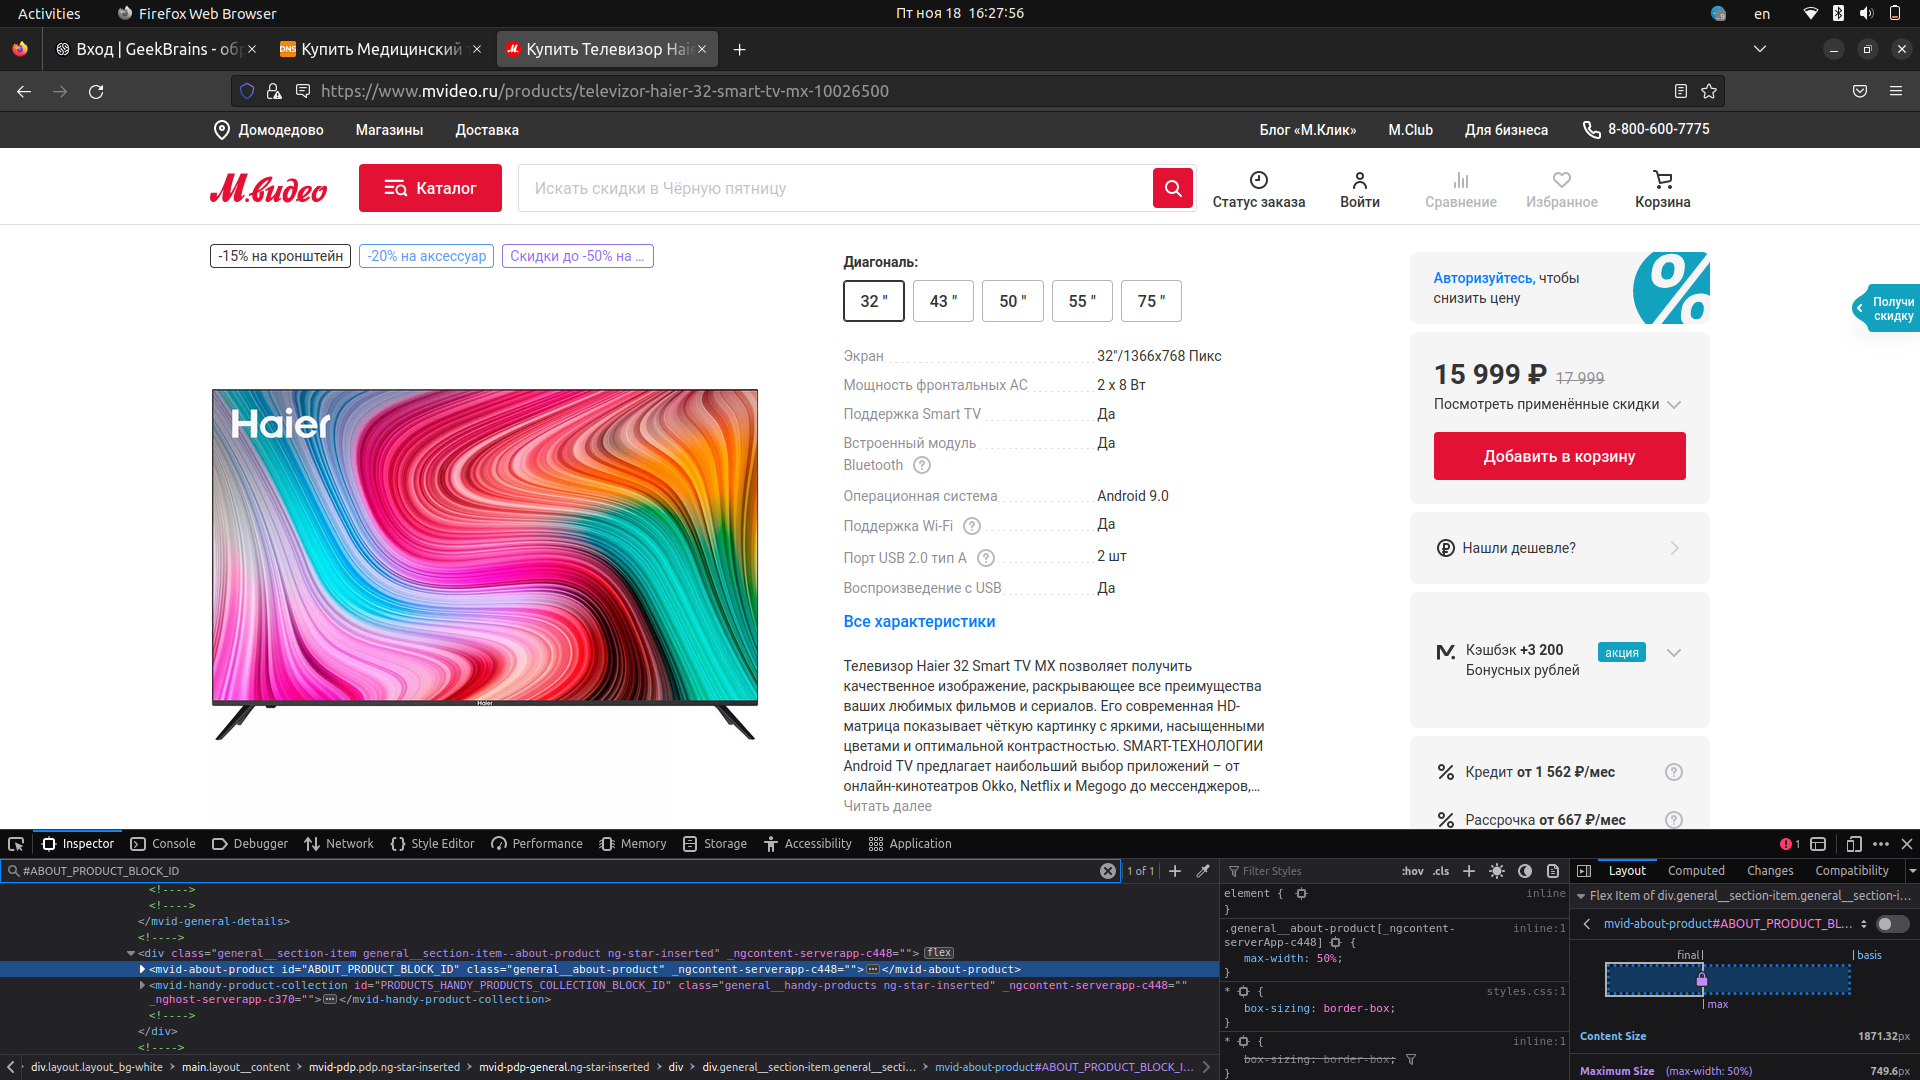 Activities
Firefox Web Browser
Пт ноя 18 16:27:56
en
Вход | GeekBrains - обр
Купить Медицинский
Купить Телевизор Hai
https://www.mvideo.ru/products/televizor-haier-32-smart-tv-mx-10026500
Домодедово
Магазины
Доставка
Блог «М.Клик»
M.Club
Для бизнеса
8-800-600-7775
М.видео
Каталог
Искать скидки в Чёрную пятницу
Статус заказа
Войти
Сравнение
Избранное
Корзина
-15% на кронштейн
-20% на аксессуар
Скидки до -50% на ...
Haier
Haier
Диагональ:
32 "
43 "
50 "
55 "
75 "
Экран
32"/1366x768 Пикс
Мощность фронтальных АС
2 x 8 Вт
Поддержка Smart TV
Да
Встроенный модуль
Bluetooth
Да
Операционная система
Android 9.0
Поддержка Wi-Fi
Да
Порт USB 2.0 тип A
2 шт
Воспроизведение с USB
Да
Все характеристики
Телевизор Haier 32 Smart TV MX позволяет получить
качественное изображение, раскрывающее все преимущества
ваших любимых фильмов и сериалов. Его современная HD-
матрица показывает чёткую картинку с яркими, насыщенными
цветами и оптимальной контрастностью. SMART-ТЕХНОЛОГИИ
Android TV предлагает наибольший выбор приложений – от
онлайн-кинотеатров Okko, Netflix и Megogo до мессенджеров,...
Читать далее
Авторизуйтесь, чтобы
снизить цену
%
Получи
скидку
15 999 ₽ 17 999
Посмотреть применённые скидки
Добавить в корзину
Нашли дешевле?
Кэшбэк +3 200
Бонусных рублей
акция
Кредит от 1 562 ₽/мес
Рассрочка от 667 ₽/мес
Inspector
Console
Debugger
Network
Style Editor
Performance
Memory
Storage
Accessibility
Application
1
#ABOUT_PRODUCT_BLOCK_ID
1 of 1
<!---->
<!---->
</mvid-general-details>
<!---->
<div class="general__section-item general__section-item--about-product ng-star-inserted" _ngcontent-serverapp-c448=""> flex
<mvid-about-product id="ABOUT_PRODUCT_BLOCK_ID" class="general__about-product" _ngcontent-serverapp-c448="">…</mvid-about-product>
<mvid-handy-product-collection id="PRODUCTS_HANDY_PRODUCTS_COLLECTION_BLOCK_ID" class="general__handy-products ng-star-inserted" _ngcontent-serverapp-c448=""
_nghost-serverapp-c370="">…</mvid-handy-product-collection>
<!---->
</div>
<!---->
div.layout.layout_bg-white
main.layout__content
mvid-pdp.pdp.ng-star-inserted
mvid-pdp-general.ng-star-inserted
div
div.general__section-item.general__secti…
mvid-about-product#ABOUT_PRODUCT_BLOCK_I…
Filter Styles
:hov
.cls
element {
inline
}
.general__about-product[_ngcontent-
serverApp-c448] {
inline:1
max-width: 50%;
}
* {
styles.css:1
box-sizing: border-box;
}
* {
inline:1
box-sizing: border-box;
}
Layout
Computed
Changes
Compatibility
Flex Item of div.general__section-item.general__section-i…
mvid-about-product#ABOUT_PRODUCT_BL…
final
basis
max
Content Size
1871.32px
Maximum Size (max-width: 50%)
749.6px